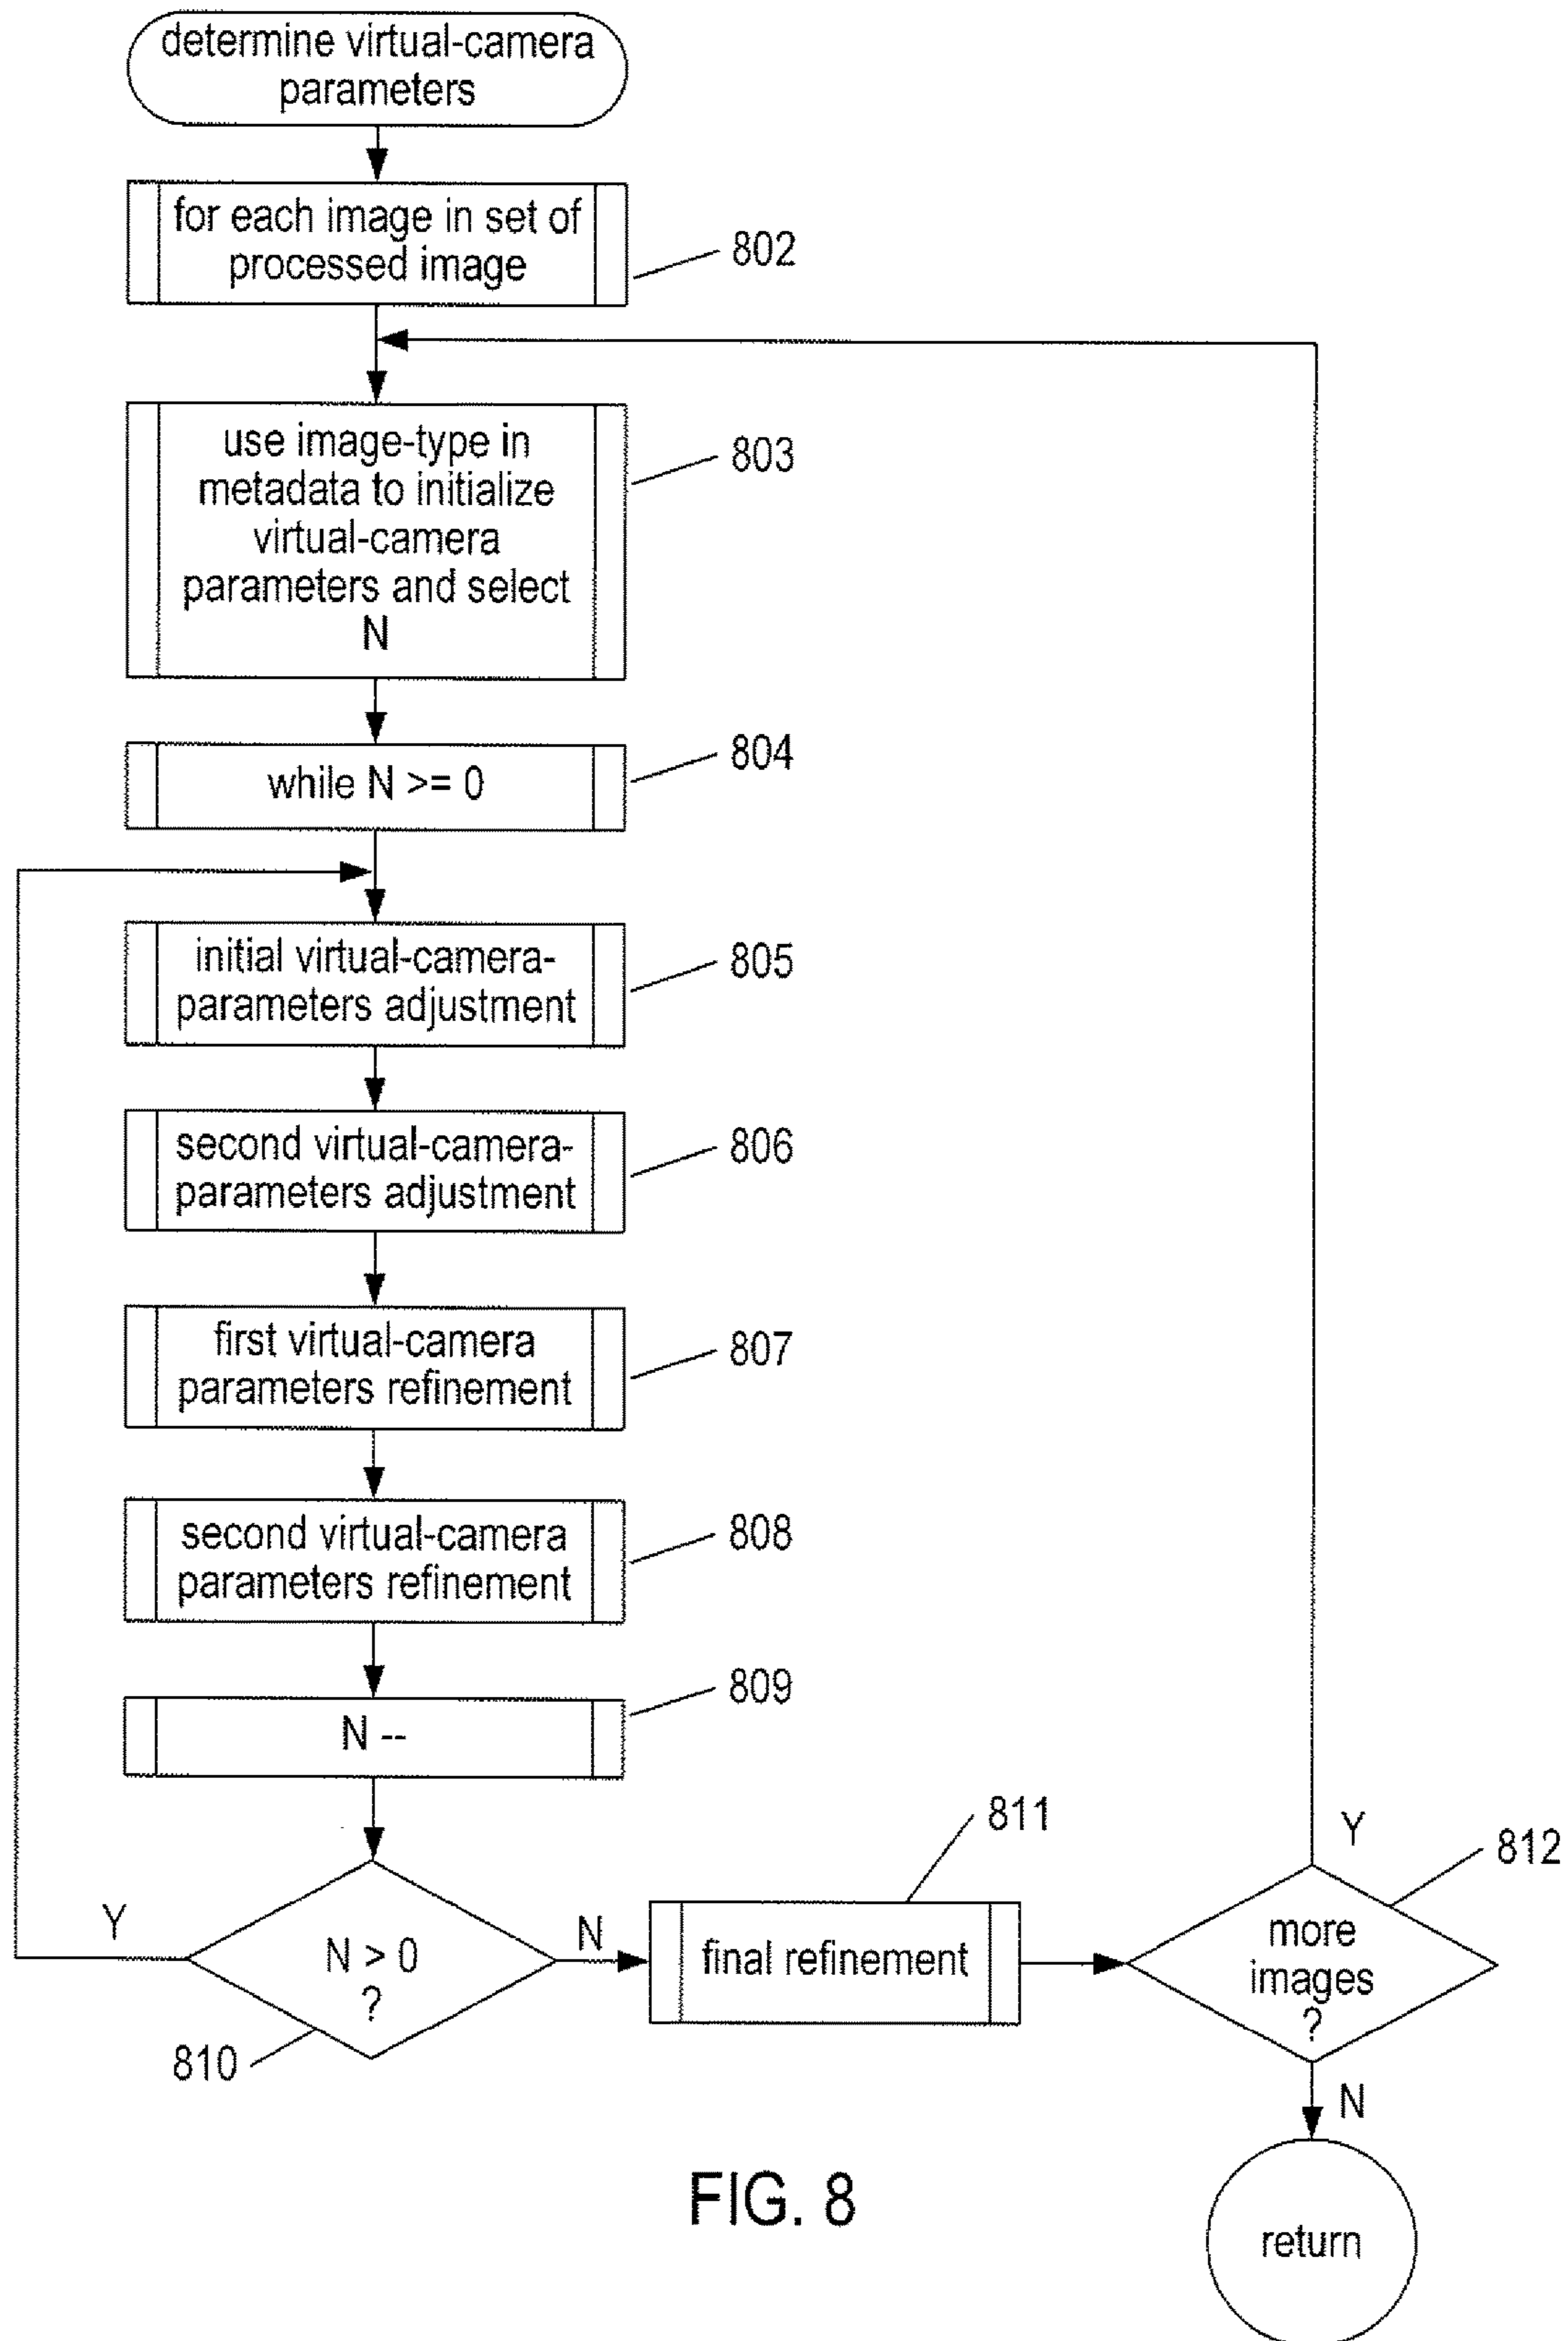 determine virtual-camera
parameters
for each image in set of
processed image
802
use image-type in
metadata to initialize
virtual-camera
parameters and select
N
803
while N >= 0
804
initial virtual-camera-
parameters adjustment
805
second virtual-camera-
parameters adjustment
806
first virtual-camera
parameters refinement
807
second virtual-camera
parameters refinement
808
N --
809
N > 0
?
810
Y
N
final refinement
811
more
images
?
812
Y
N
return
FIG. 8